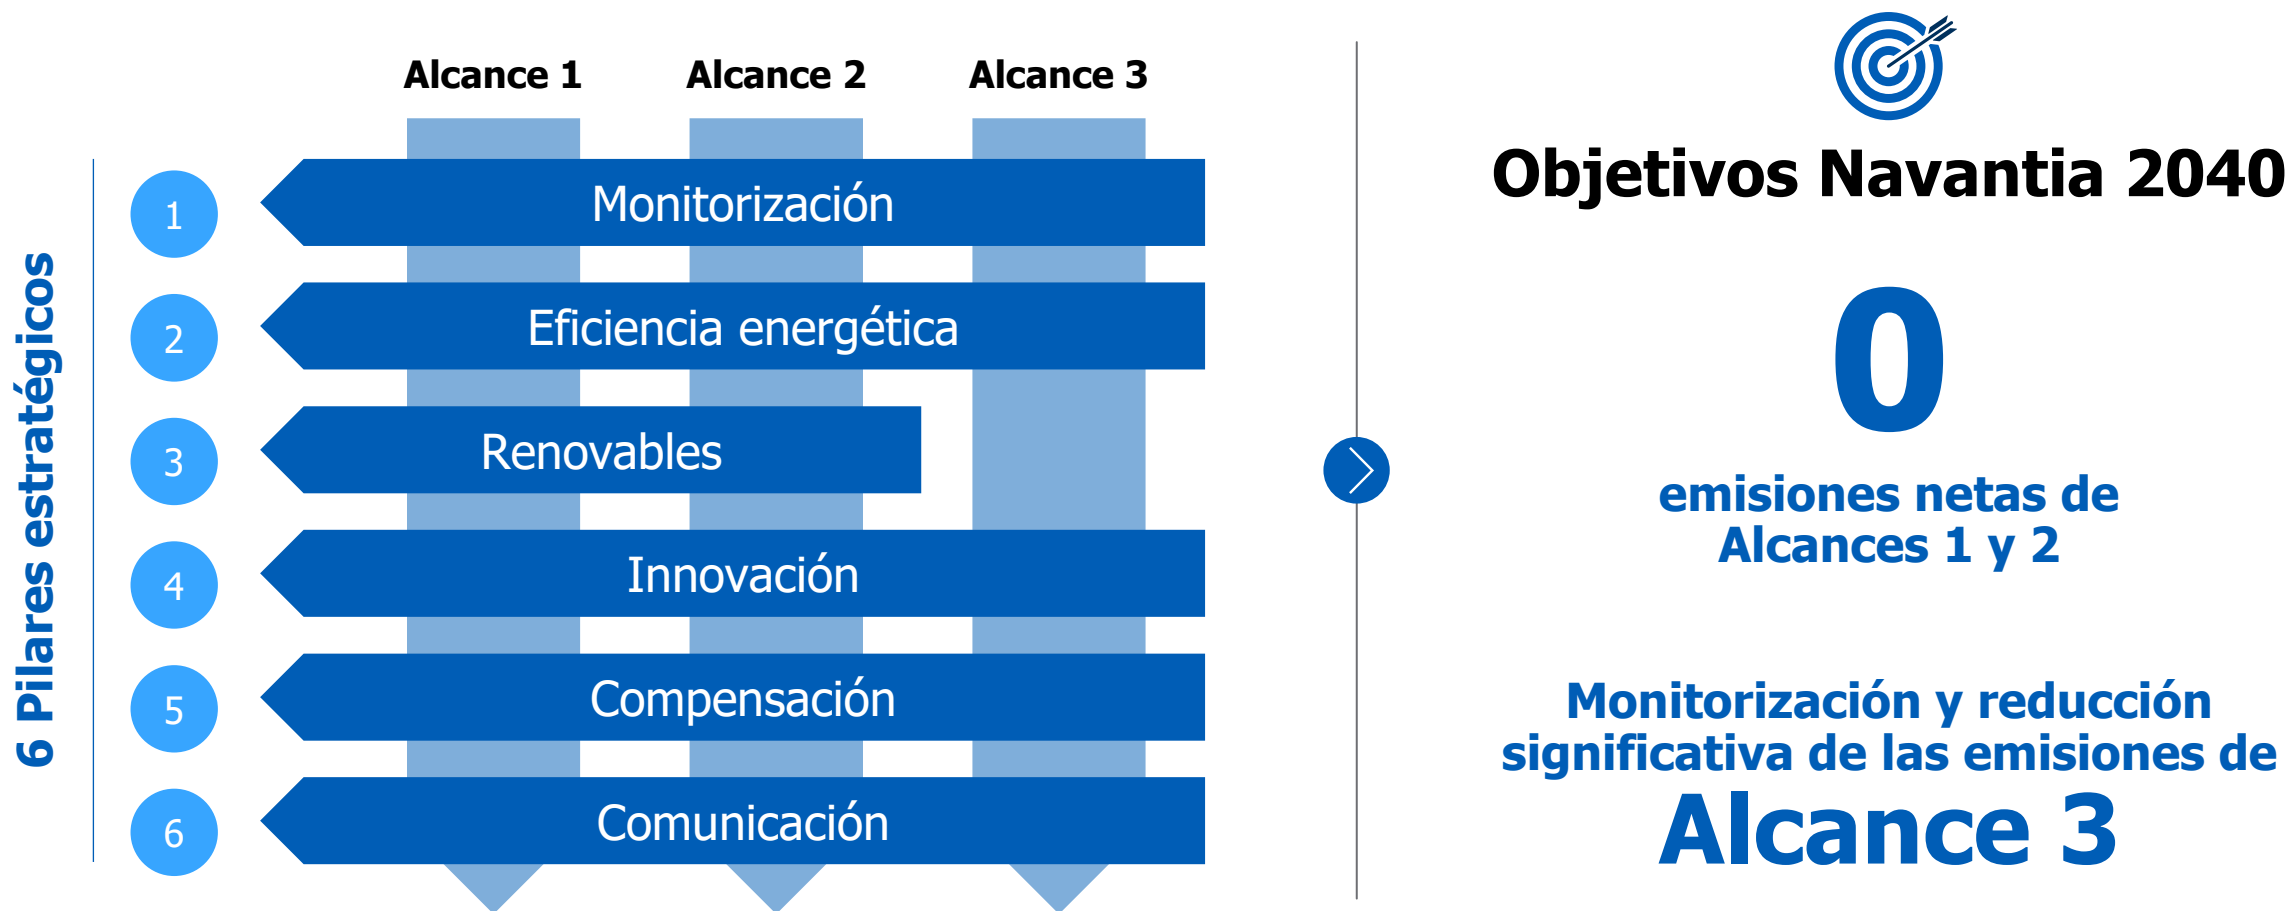 Alcance 1
Alcance 2
Alcance 3
6 Pilares estratégicos
1
Monitorización
2
Eficiencia energética
3
Renovables
4
Innovación
5
Compensación
6
Comunicación
Objetivos Navantia 2040
0
emisiones netas de
Alcances 1 y 2
Monitorización y reducción
significativa de las emisiones de
Alcance 3